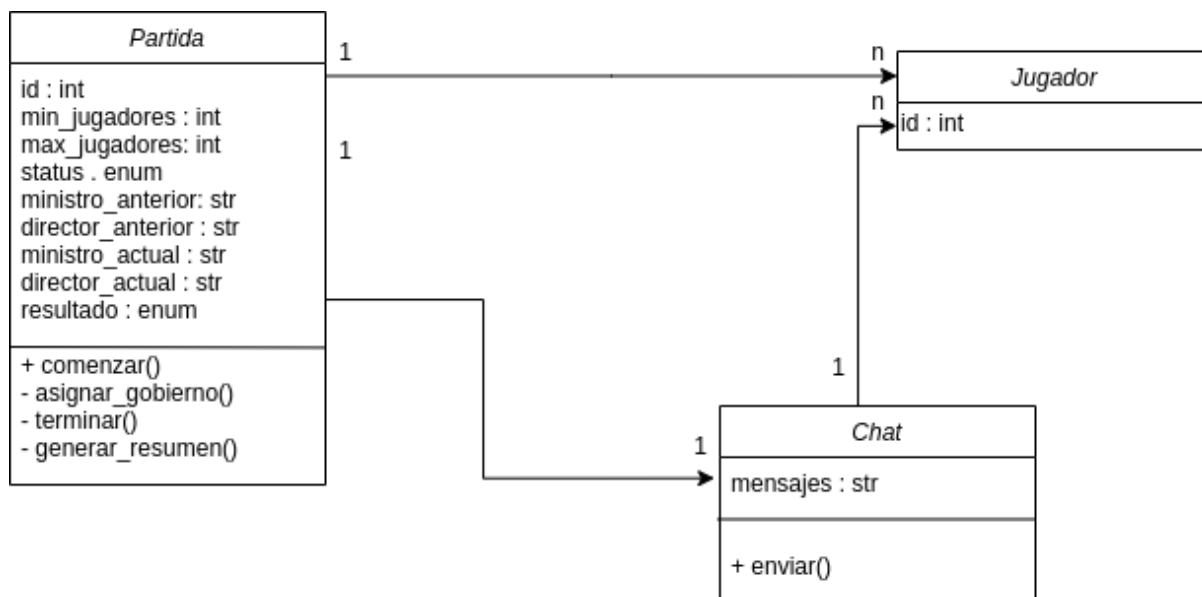 Partida
id : int
min_jugadores : int
max_jugadores: int
status . enum
ministro_anterior: str
director_anterior : str
ministro_actual : str
director_actual : str
resultado : enum
+ comenzar()
- asignar_gobierno()
- terminar()
- generar_resumen()
1
n
1
n
Jugador
id : int
1
1
Chat
mensajes : str
+ enviar()